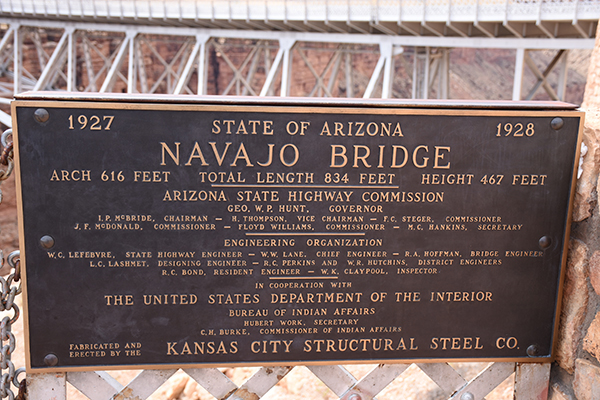 1927 STATE OF ARIZONA 1928
NAVAJO BRIDGE
ARCH 616 FEET TOTAL LENGTH 834 FEET HEIGHT 467 FEET
ARIZONA STATE HIGHWAY COMMISSION
GEO. W.P. HUNT, GOVERNOR
I.P. McBRIDE, CHAIRMAN – H. THOMPSON, VICE CHAIRMAN – F.C. STEGER, COMMISSIONER
J.F. McDONALD, COMMISSIONER – FLOYD WILLIAMS, COMMISSIONER – M.C. HANKINS, SECRETARY
ENGINEERING ORGANIZATION
W.C. LEFEBVRE, STATE HIGHWAY ENGINEER – W.W. LANE, CHIEF ENGINEER – R.A. HOFFMAN, BRIDGE ENGINEER
L.C. LASHMET, DESIGNING ENGINEER – R.C. PERKINS AND W.R. HUTCHINS, DISTRICT ENGINEERS
R.C. BOND, RESIDENT ENGINEER – W.K. CLAYPOOL, INSPECTOR
IN COOPERATION WITH
THE UNITED STATES DEPARTMENT OF THE INTERIOR
BUREAU OF INDIAN AFFAIRS
HUBERT WORK, SECRETARY
C.H. BURKE, COMMISSIONER OF INDIAN AFFAIRS
FABRICATED AND
ERECTED BY THE KANSAS CITY STRUCTURAL STEEL CO.